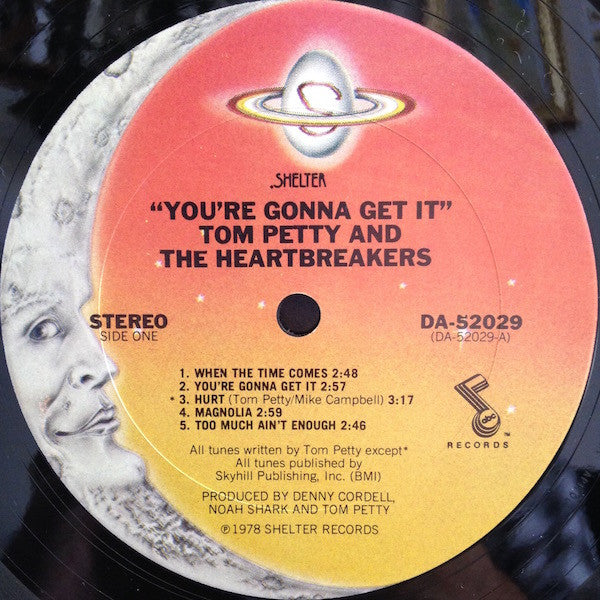 S
SHELTER
"YOU'RE GONNA GET IT"
TOM PETTY AND
THE HEARTBREAKERS
STEREO
SIDE ONE
DA-52029
(DA-52029-A)
1. WHEN THE TIME COMES 2:48
2. YOU'RE GONNA GET IT 2:57
* 3. HURT (Tom Petty/Mike Campbell) 3:17
4. MAGNOLIA 2:59
5. TOO MUCH AIN'T ENOUGH 2:46
abc
RECORDS
TM
All tunes written by Tom Petty except*
All tunes published by
Skyhill Publishing, Inc. (BMI)
PRODUCED BY DENNY CORDELL,
NOAH SHARK AND TOM PETTY
℗ 1978 SHELTER RECORDS